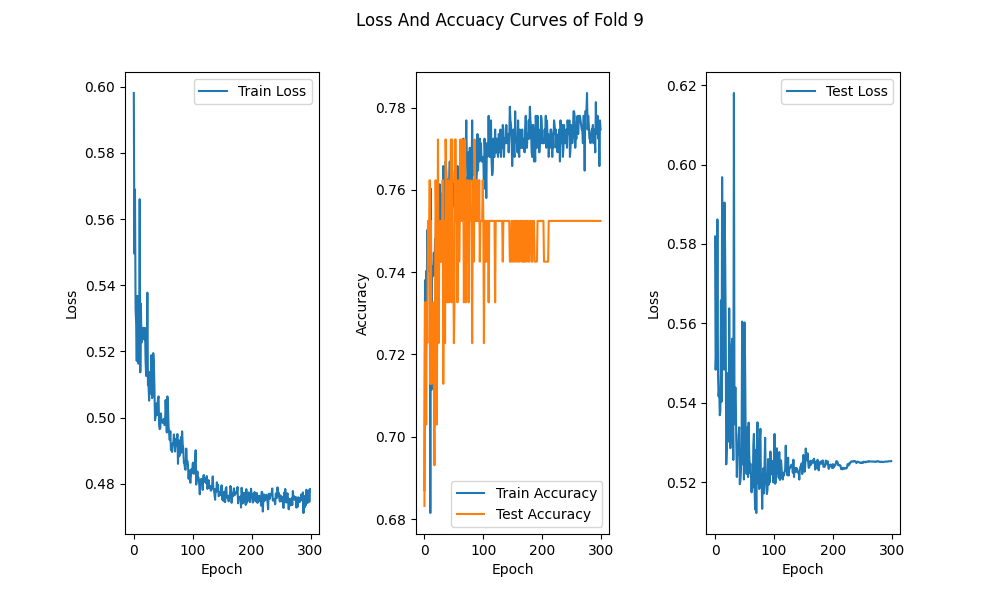 Loss And Accuacy Curves of Fold 9
Train Loss
0.60
0.58
0.56
0.54
0.52
0.50
0.48
Loss
0 100 200 300
Epoch
0.78
0.76
0.74
0.72
0.70
0.68
Accuracy
Train Accuracy
Test Accuracy
0 100 200 300
Epoch
Test Loss
0.62
0.60
0.58
0.56
0.54
0.52
Loss
0 100 200 300
Epoch